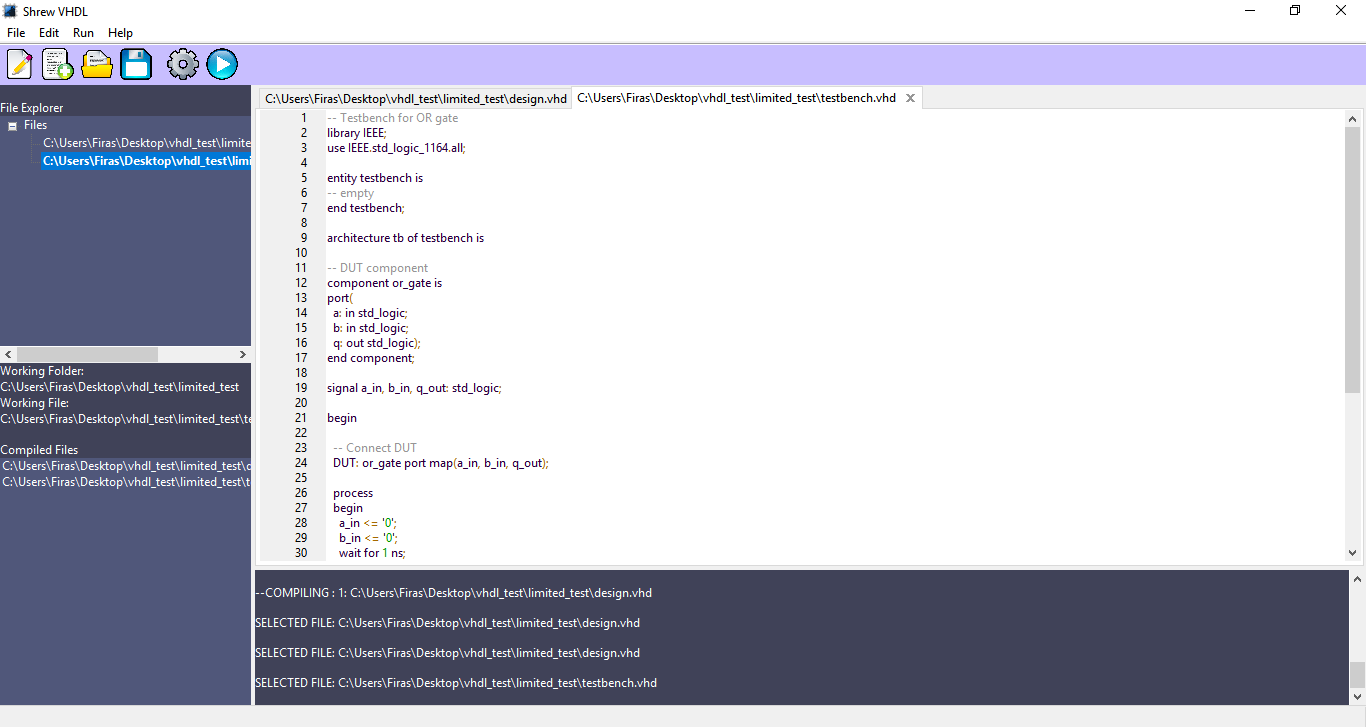 Shrew VHDL
File Edit Run Help
File Explorer
Files
C:\Users\Firas\Desktop\vhdl_test\limite
C:\Users\Firas\Desktop\vhdl_test\limi
Working Folder:
C:\Users\Firas\Desktop\vhdl_test\limited_test
Working File:
C:\Users\Firas\Desktop\vhdl_test\limited_test\te
Compiled Files
C:\Users\Firas\Desktop\vhdl_test\limited_test\d
C:\Users\Firas\Desktop\vhdl_test\limited_test\t
C:\Users\Firas\Desktop\vhdl_test\limited_test\design.vhd C:\Users\Firas\Desktop\vhdl_test\limited_test\testbench.vhd
1 -- Testbench for OR gate
2 library IEEE;
3 use IEEE.std_logic_1164.all;
4
5 entity testbench is
6 -- empty
7 end testbench;
8
9 architecture tb of testbench is
10
11 -- DUT component
12 component or_gate is
13 port(
14 a: in std_logic;
15 b: in std_logic;
16 q: out std_logic);
17 end component;
18
19 signal a_in, b_in, q_out: std_logic;
20
21 begin
22
23 -- Connect DUT
24 DUT: or_gate port map(a_in, b_in, q_out);
25
26 process
27 begin
28 a_in <= '0';
29 b_in <= '0';
30 wait for 1 ns;
--COMPILING : 1: C:\Users\Firas\Desktop\vhdl_test\limited_test\design.vhd
SELECTED FILE: C:\Users\Firas\Desktop\vhdl_test\limited_test\design.vhd
SELECTED FILE: C:\Users\Firas\Desktop\vhdl_test\limited_test\design.vhd
SELECTED FILE: C:\Users\Firas\Desktop\vhdl_test\limited_test\testbench.vhd